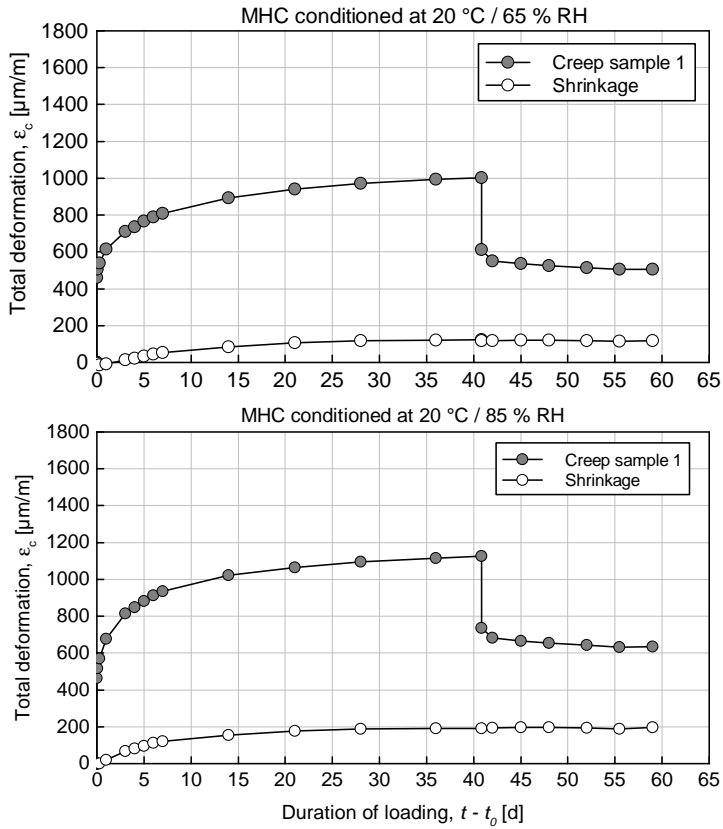 MHC conditioned at 20 °C / 65 % RH
1800
1600
1400
1200
1000
800
600
400
200
0
Total deformation, εc [µm/m]
Creep sample 1
Shrinkage
0 5 10 15 20 25 30 35 40 45 50 55 60 65
MHC conditioned at 20 °C / 85 % RH
1800
1600
1400
1200
1000
800
600
400
200
0
Total deformation, εc [µm/m]
Creep sample 1
Shrinkage
0 5 10 15 20 25 30 35 40 45 50 55 60 65
Duration of loading, t - t0 [d]